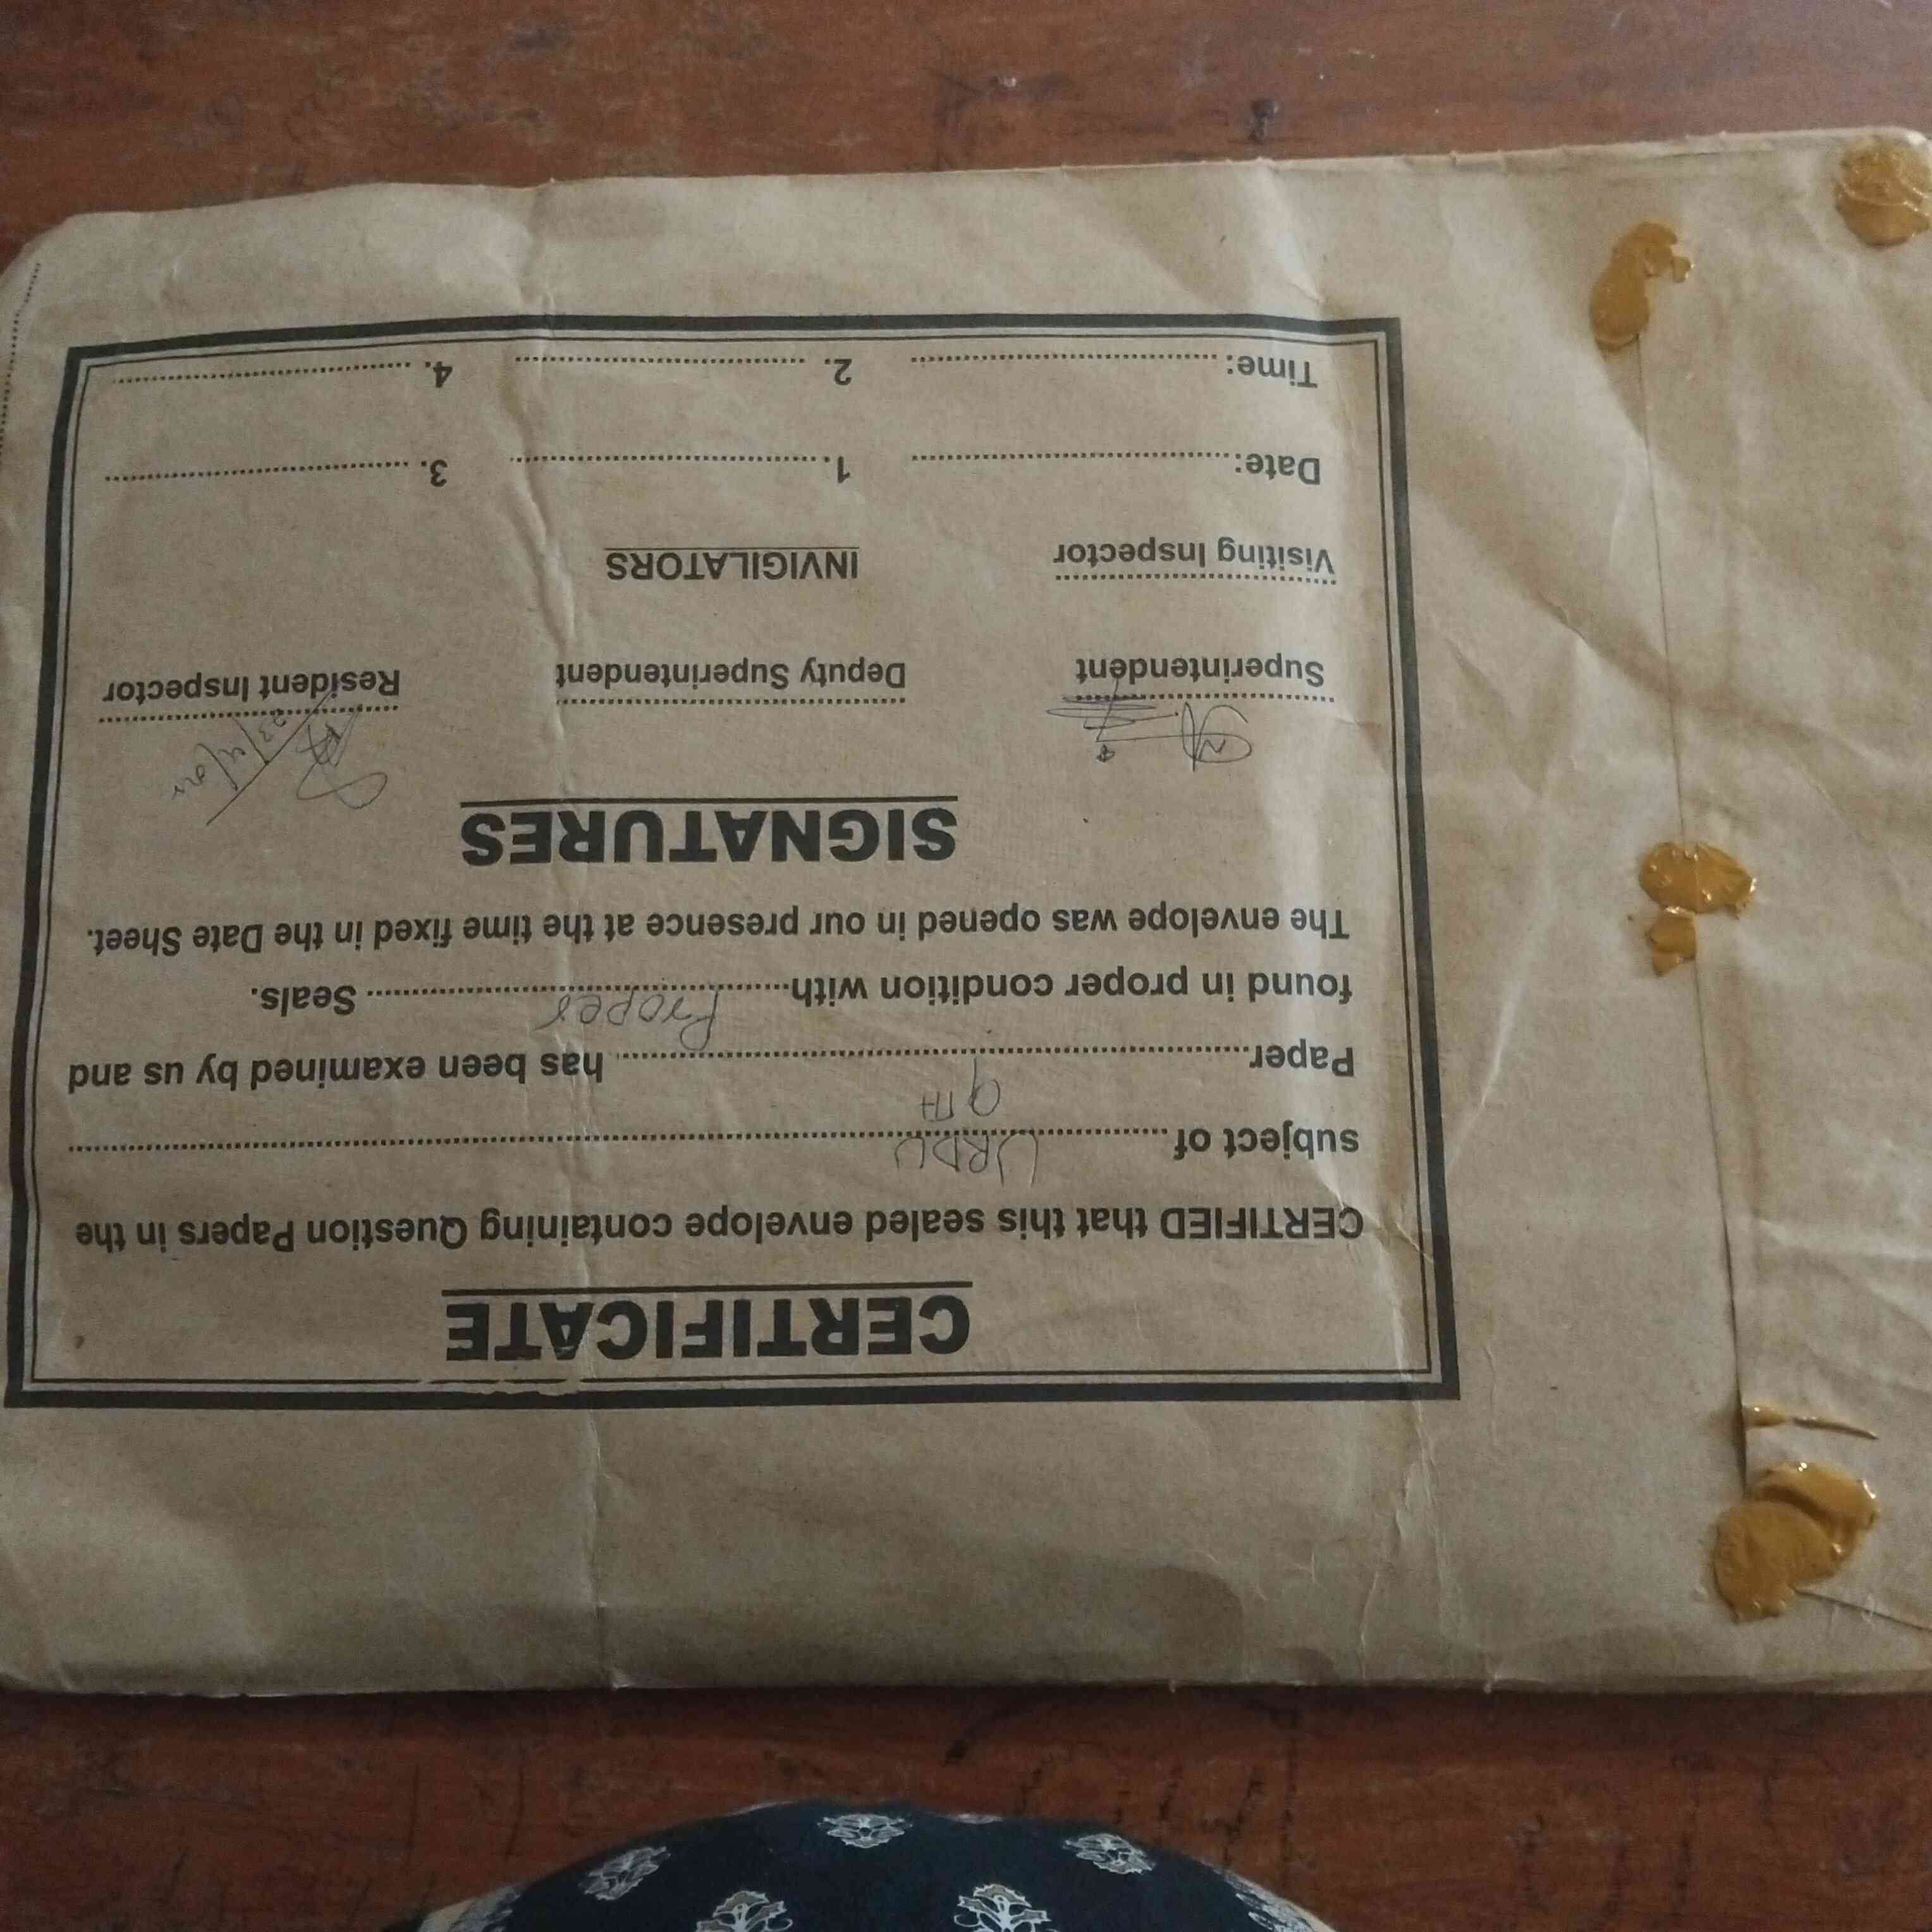 CERTIFICATE
CERTIFIED that this sealed envelope containing Question Papers in the
subject of........URDU........
Paper........9TH........has been examined by us and
found in proper condition with........Proper........Seals.
The envelope was opened in our presence at the time fixed in the Date Sheet.
SIGNATURES
Superintendent Deputy Superintendent Resident Inspector
Visiting Inspector INVIGILATORS
Date:........ 1......... 3.........
Time:........ 2......... 4.........